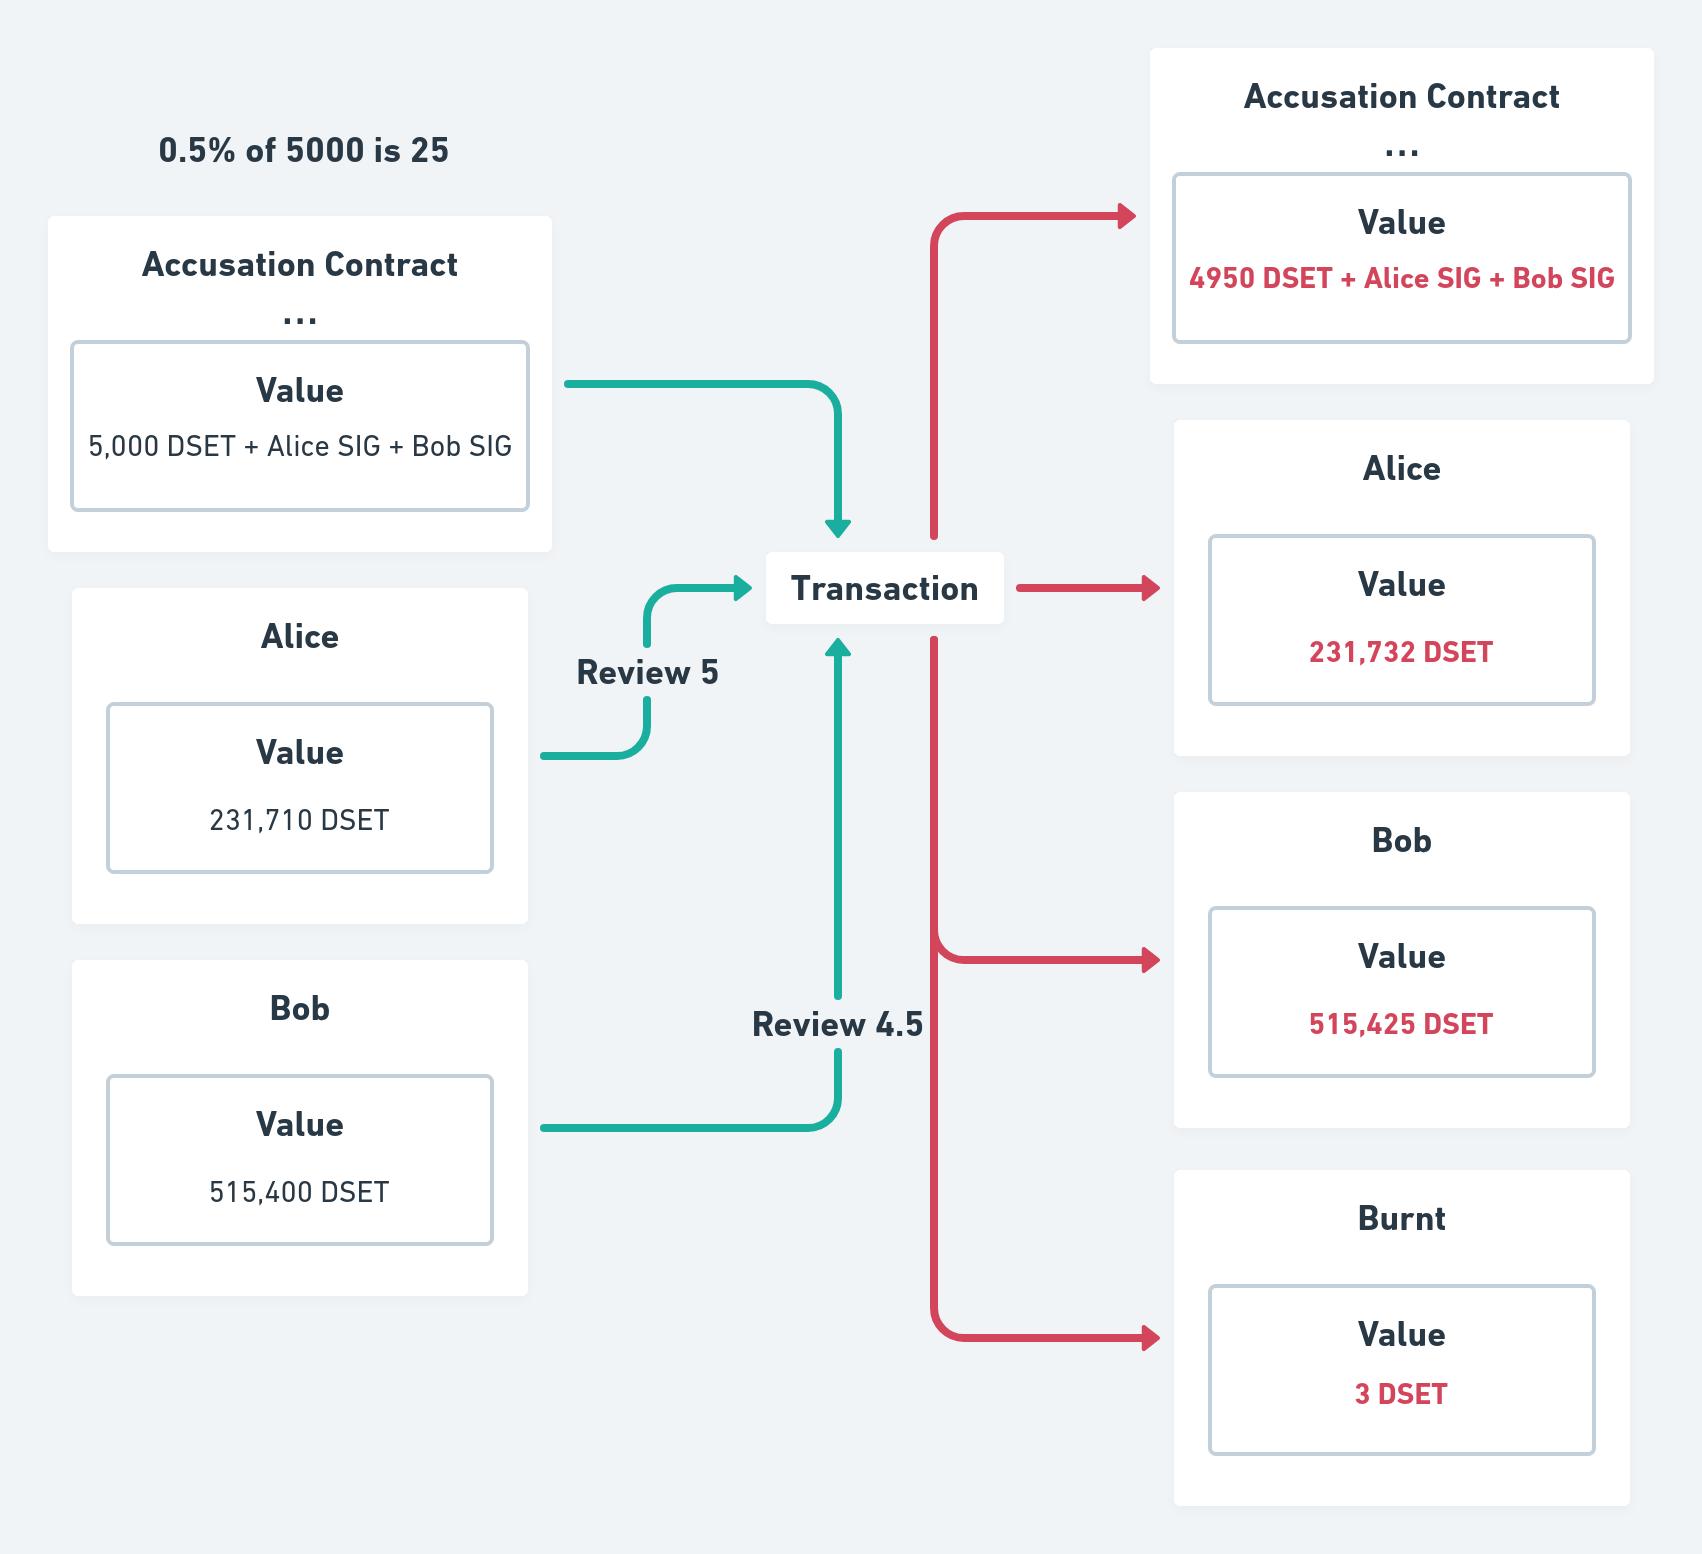 0.5% of 5000 is 25
Accusation Contract
...
Value
5,000 DSET + Alice SIG + Bob SIG
Alice
Value
231,710 DSET
Bob
Value
515,400 DSET
Review 5
Transaction
Review 4.5
Accusation Contract
...
Value
4950 DSET + Alice SIG + Bob SIG
Alice
Value
231,732 DSET
Bob
Value
515,425 DSET
Burnt
Value
3 DSET